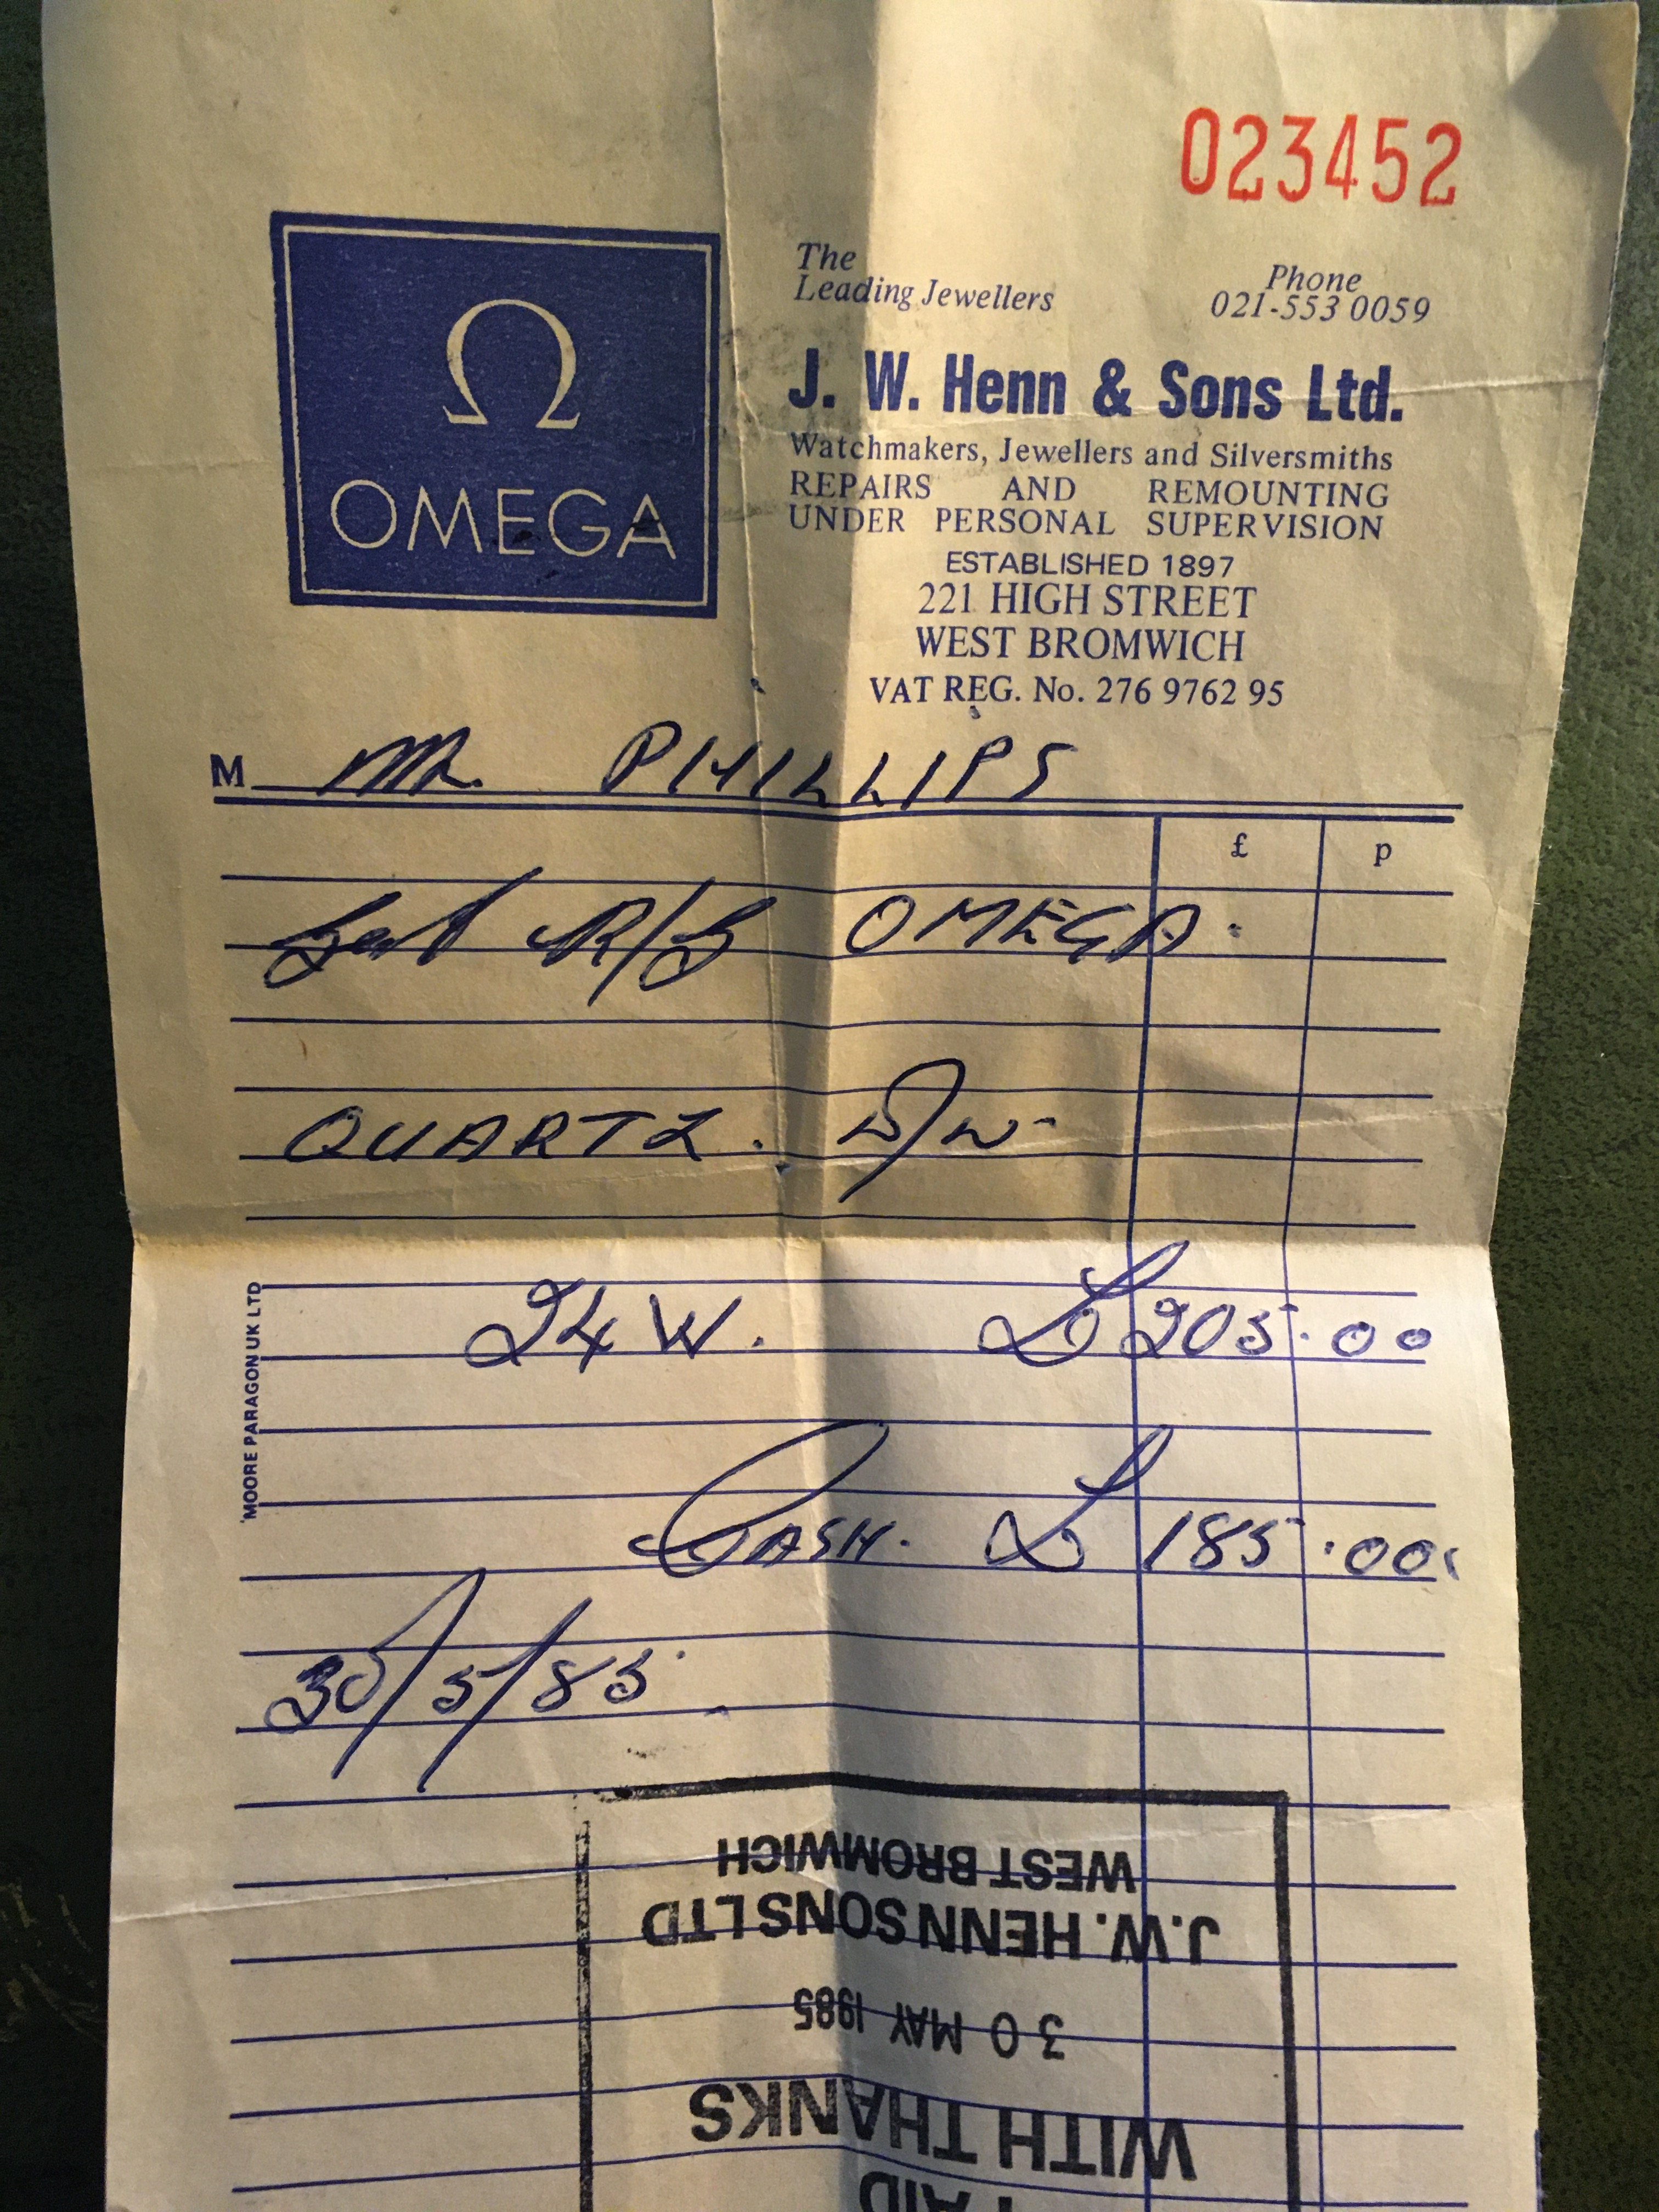 023452
Ω
OMEGA
The
Leading Jewellers
Phone
021-553 0059
J. W. Henn & Sons Ltd.
Watchmakers, Jewellers and Silversmiths
REPAIRS AND REMOUNTING
UNDER PERSONAL SUPERVISION
ESTABLISHED 1897
221 HIGH STREET
WEST BROMWICH
VAT REG. No. 276 9762 95
M Mr. PHILLIPS
£ p
OMEGA.
QUARTZ. W/W
24 W. £205.00
CASH. £185.00
30/5/85
MOORE PARAGON UK LTD
PAID
WITH THANKS
30 MAY 1985
J.W. HENN SONS LTD
WEST BROMWICH